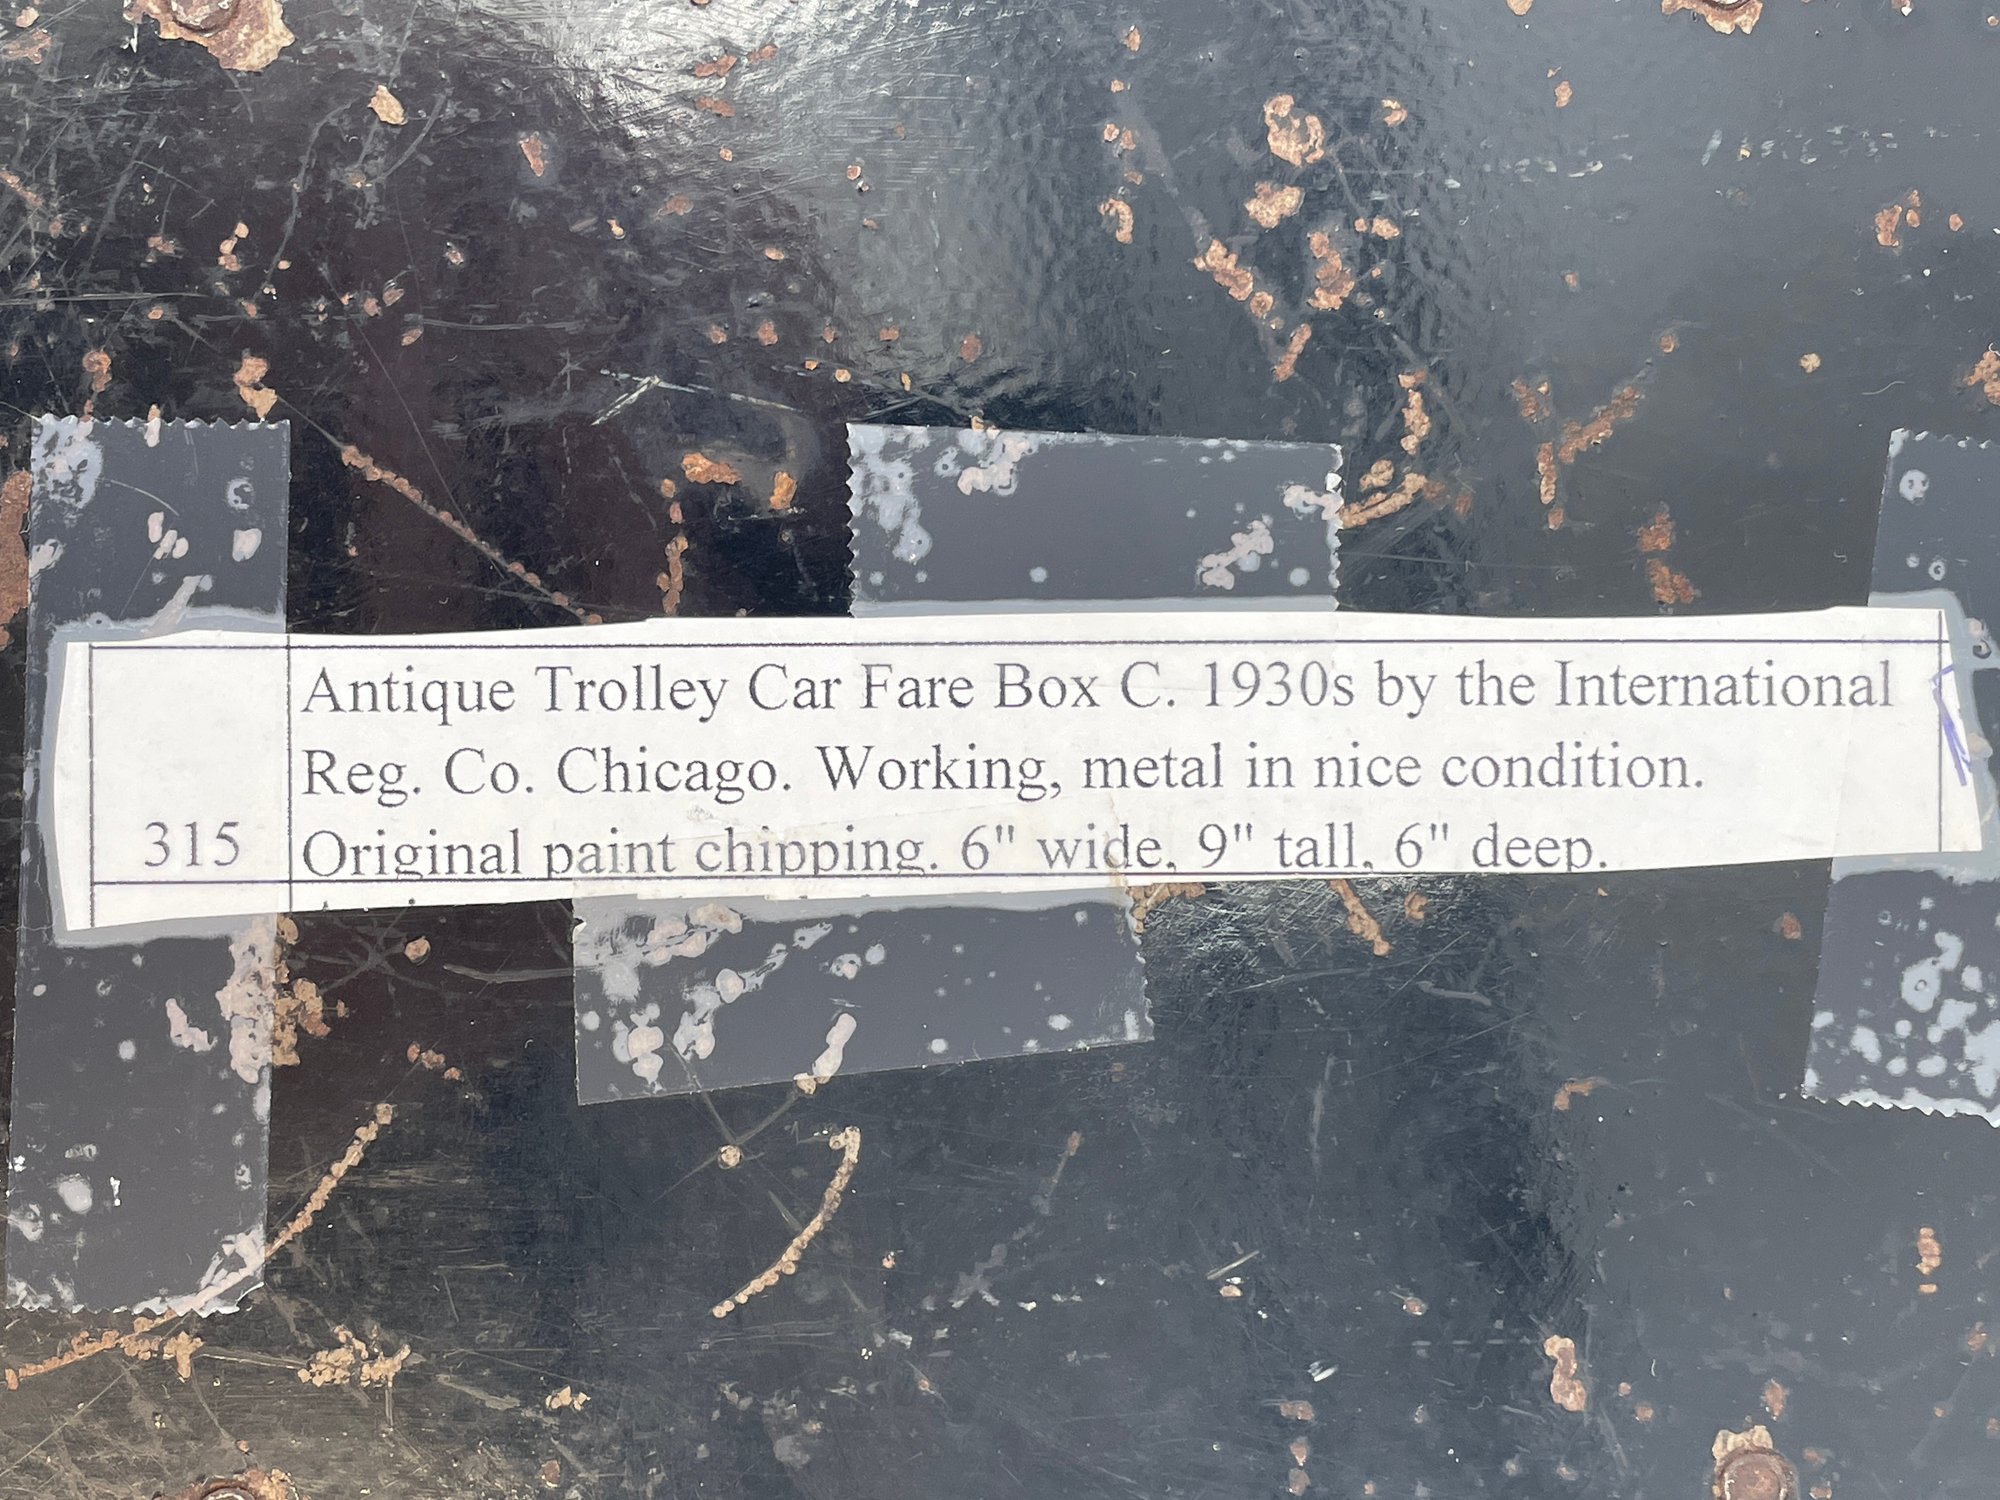 Antique Trolley Car Fare Box C. 1930s by the International
Reg. Co. Chicago. Working, metal in nice condition.
315 Original paint chipping. 6" wide, 9" tall, 6" deep.